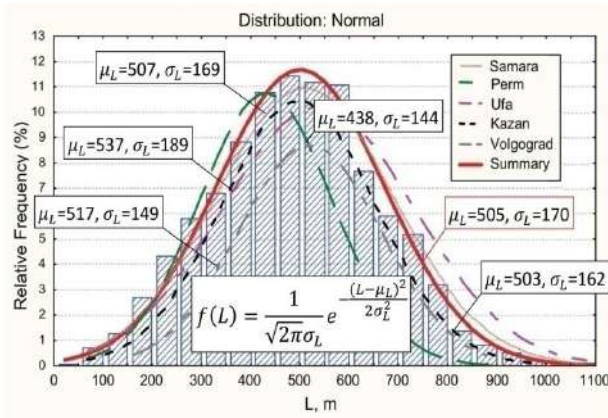 Distribution: Normal
Relative Frequency (%)
13
12
11
10
9
8
7
6
5
4
3
2
1
0
μL=507, σL=169
μL=438, σL=144
μL=537, σL=189
μL=517, σL=149
μL=505, σL=170
μL=503, σL=162
Samara
Perm
Ufa
Kazan
Volgograd
Summary
f(L) = 1/(√2πσL) e^-(L-μL)²/2σL²
0 100 200 300 400 500 600 700 800 900 1000 1100
L, m